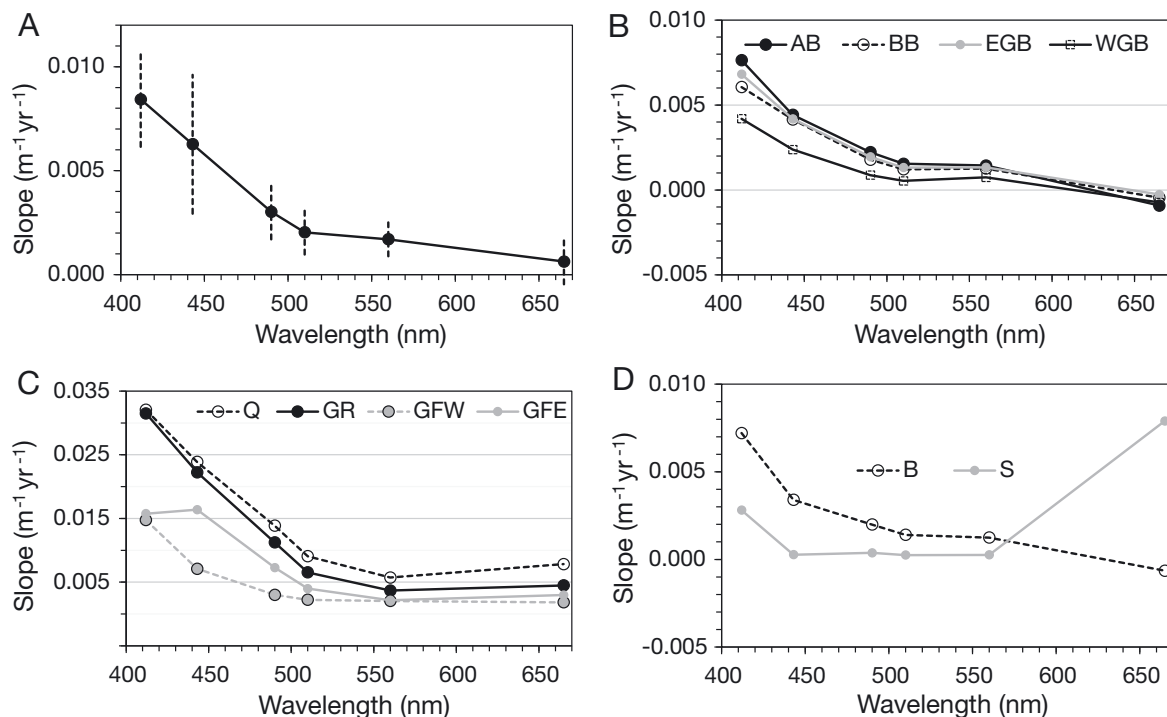 A
Slope (m⁻¹ yr⁻¹)
0.010
0.005
0.000
400 450 500 550 600 650
Wavelength (nm)
B
AB BB EGB WGB
Slope (m⁻¹ yr⁻¹)
0.010
0.005
0.000
-0.005
400 450 500 550 600 650
Wavelength (nm)
C
Q GR GFW GFE
Slope (m⁻¹ yr⁻¹)
0.035
0.025
0.015
0.005
400 450 500 550 600 650
Wavelength (nm)
D
B S
Slope (m⁻¹ yr⁻¹)
0.010
0.005
0.000
-0.005
400 450 500 550 600 650
Wavelength (nm)